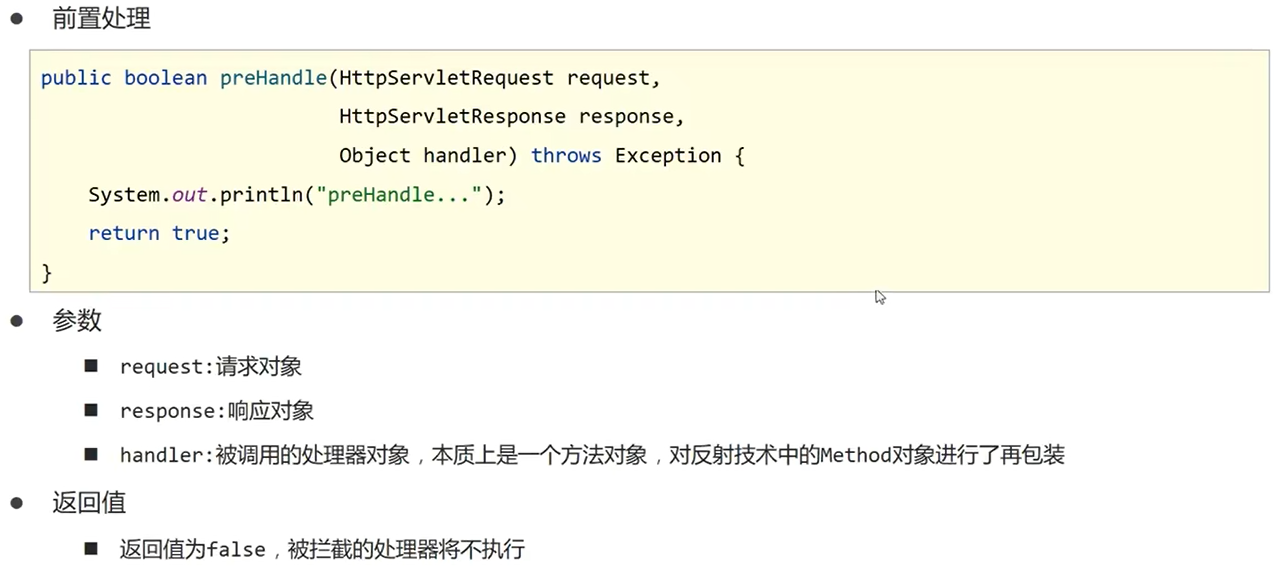 ● 前置处理
public boolean preHandle(HttpServletRequest request,
HttpServletResponse response,
Object handler) throws Exception {
System.out.println("preHandle...");
return true;
}
● 参数
■ request:请求对象
■ response:响应对象
■ handler:被调用的处理器对象，本质上是一个方法对象，对反射技术中的Method对象进行了再包装
● 返回值
■ 返回值为false，被拦截的处理器将不执行